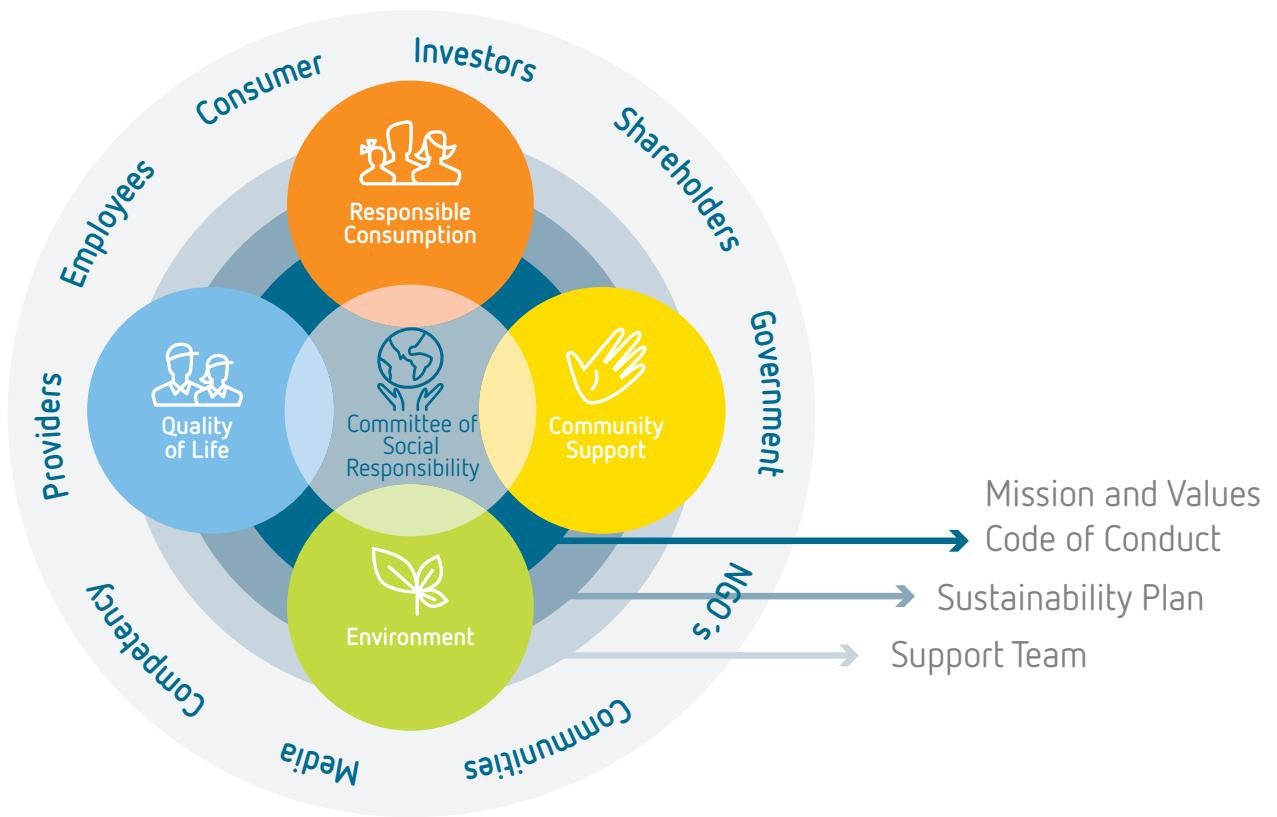 Investors
Shareholders
Government
NGO´s
Communities
Media
Competency
Providers
Employees
Consumer
Responsible
Consumption
Quality
of Life
Committee of
Social
Responsibility
Community
Support
Environment
Mission and Values
Code of Conduct
Sustainability Plan
Support Team